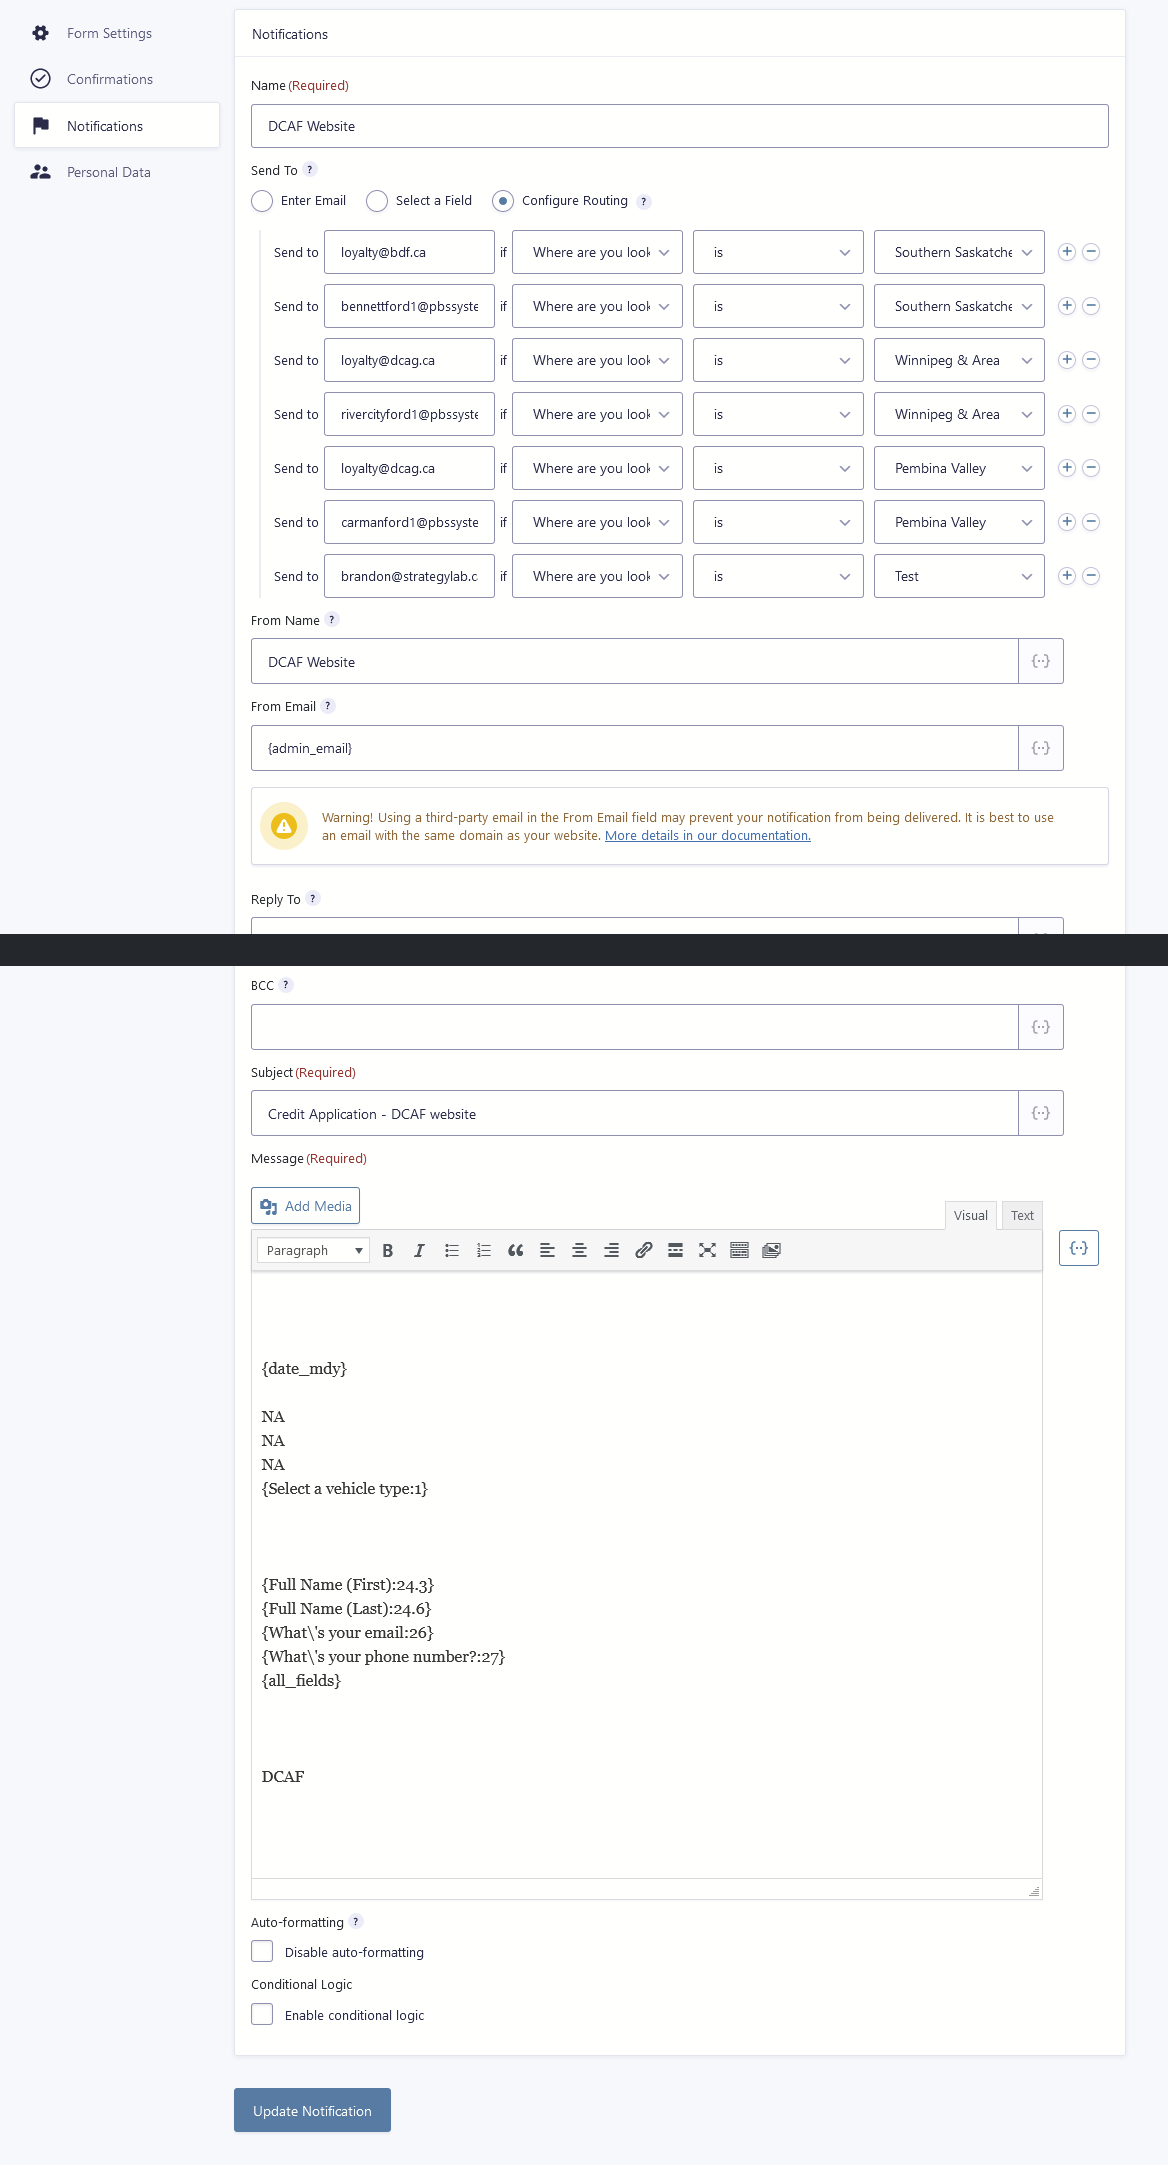 Form Settings
Confirmations
Notifications
Personal Data
Notifications
Name (Required)
DCAF Website
Send To ?
Enter Email Select a Field Configure Routing ?
Send to loyalty@bdf.ca if Where are you look is Southern Saskatche
Send to bennettford1@pbssyste if Where are you look is Southern Saskatche
Send to loyalty@dcag.ca if Where are you look is Winnipeg & Area
Send to rivercityford1@pbssyste if Where are you look is Winnipeg & Area
Send to loyalty@dcag.ca if Where are you look is Pembina Valley
Send to carmanford1@pbssyste if Where are you look is Pembina Valley
Send to brandon@strategylab.c if Where are you look is Test
From Name ?
DCAF Website
From Email ?
{admin_email}
Warning! Using a third-party email in the From Email field may prevent your notification from being delivered. It is best to use
an email with the same domain as your website. More details in our documentation.
Reply To ?
BCC ?
Subject (Required)
Credit Application - DCAF website
Message (Required)
Add Media
Visual Text
Paragraph B I
{date_mdy}
NA
NA
NA
{Select a vehicle type:1}
{Full Name (First):24.3}
{Full Name (Last):24.6}
{What\'s your email:26}
{What\'s your phone number?:27}
{all_fields}
DCAF
Auto-formatting ?
Disable auto-formatting
Conditional Logic
Enable conditional logic
Update Notification